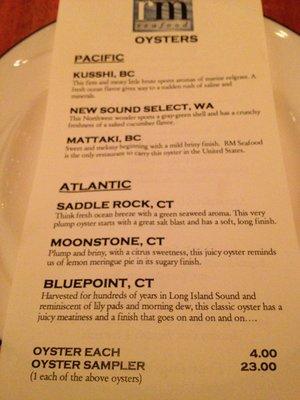 rm
seafood
OYSTERS
PACIFIC
KUSSHI, BC
This firm and meaty little brute sports aromas of marine eelgrass. A
fresh ocean flavor gives way to a sudden rush of saline and
minerals.
NEW SOUND SELECT, WA
This Northwest wonder sports a gray-green shell and has a crunchy
freshness of a salted cucumber flavor.
MATTAKI, BC
Sweet and melony beginning with a mild briny finish. RM Seafood
is the only restaurant to carry this oyster in the United States.
ATLANTIC
SADDLE ROCK, CT
Think fresh ocean breeze with a green seaweed aroma. This very
plump oyster starts with a great salt blast and has a soft, long finish.
MOONSTONE, CT
Plump and briny, with a citrus sweetness, this juicy oyster reminds
us of lemon meringue pie in its sugary finish.
BLUEPOINT, CT
Harvested for hundreds of years in Long Island Sound and
reminiscent of lily pads and morning dew, this classic oyster has a
juicy meatiness and a finish that goes on and on and on….
OYSTER EACH 4.00
OYSTER SAMPLER 23.00
(1 each of the above oysters)